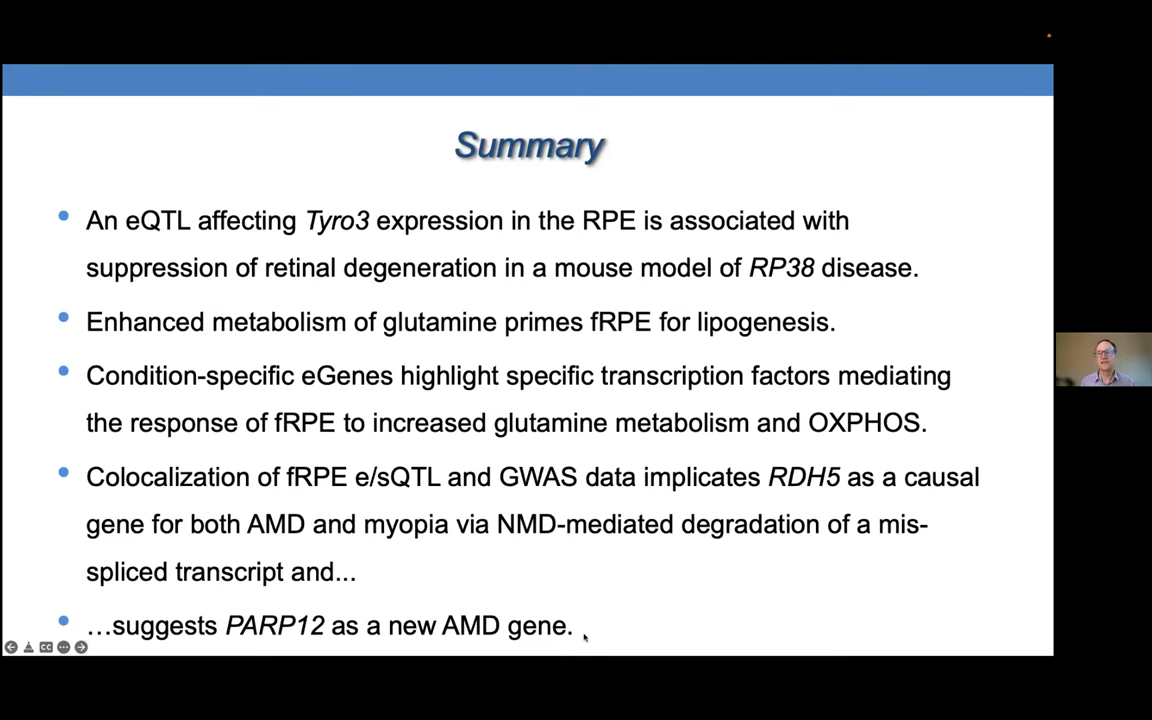 Summary
• An eQTL affecting Tyro3 expression in the RPE is associated with
suppression of retinal degeneration in a mouse model of RP38 disease.
• Enhanced metabolism of glutamine primes fRPE for lipogenesis.
• Condition-specific eGenes highlight specific transcription factors mediating
the response of fRPE to increased glutamine metabolism and OXPHOS.
• Colocalization of fRPE e/sQTL and GWAS data implicates RDH5 as a causal
gene for both AMD and myopia via NMD-mediated degradation of a mis-
spliced transcript and...
• …suggests PARP12 as a new AMD gene.
CC